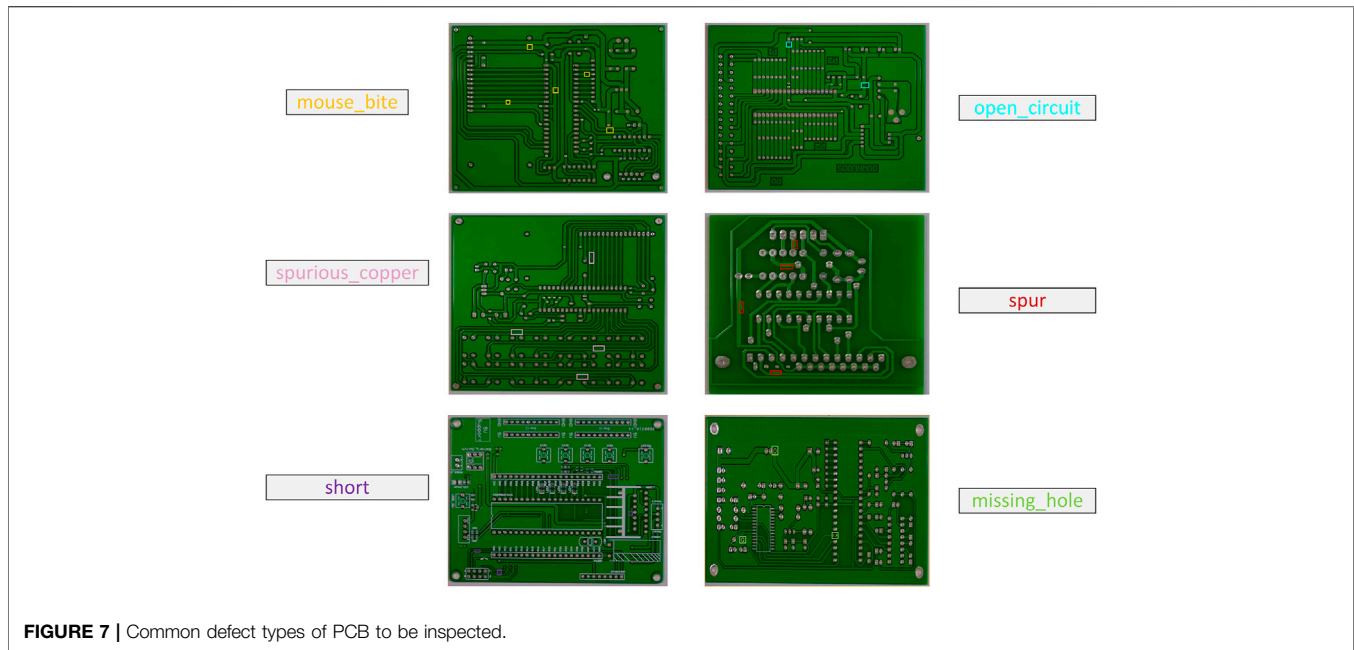 mouse_bite
open_circuit
spurious_copper
spur
short
missing_hole
FIGURE 7 | Common defect types of PCB to be inspected.